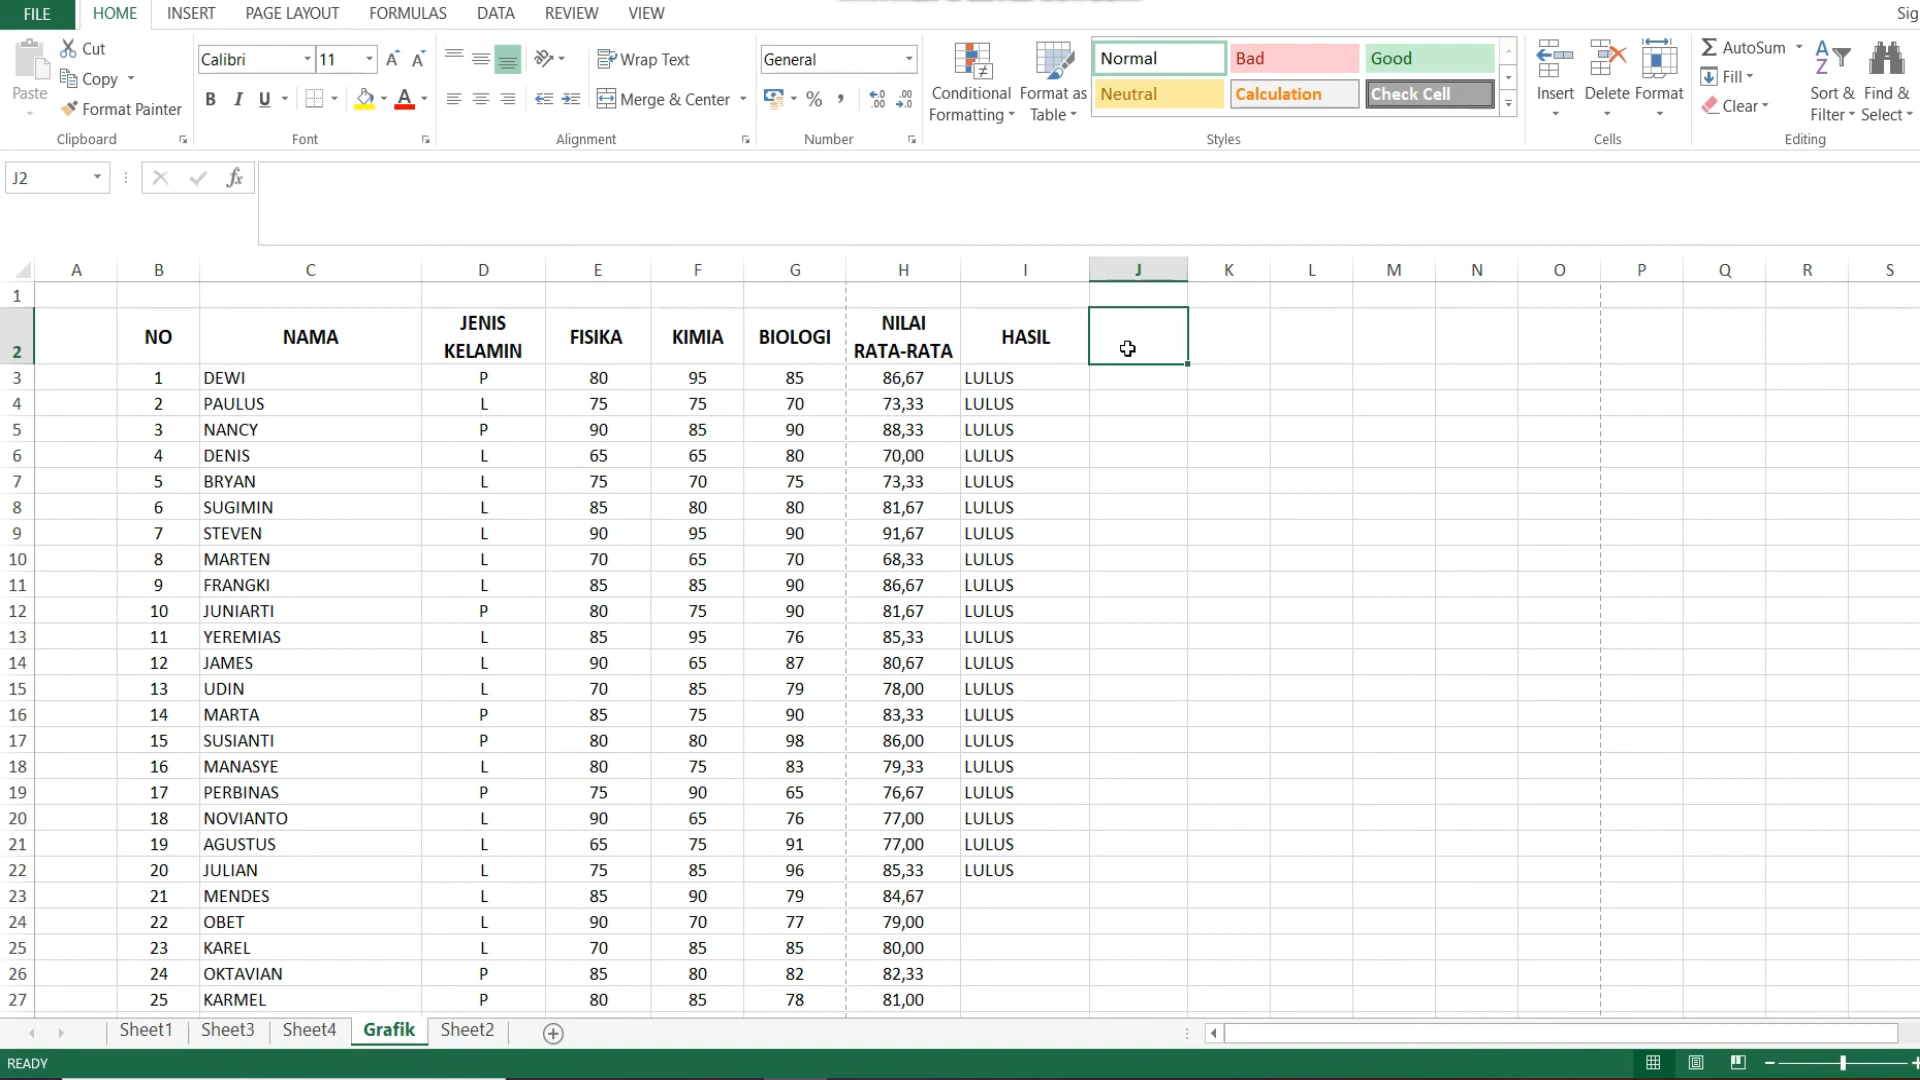 FILE HOME INSERT PAGE LAYOUT FORMULAS DATA REVIEW VIEW Sig
Paste Cut Copy Format Painter Clipboard
Calibri 11 A A B I U A Font
Wrap Text Merge & Center Alignment
General % , Number
Conditional Formatting Format as Table
Normal Bad Good
Neutral Calculation Check Cell
Styles
Insert Delete Format Cells
AutoSum Fill Clear Sort & Filter Find & Select Editing
J2 fx
A B C D E F G H I J K L M N O P Q R S
1
2 NO NAMA JENIS KELAMIN FISIKA KIMIA BIOLOGI NILAI RATA-RATA HASIL
3 1 DEWI P 80 95 85 86,67 LULUS
4 2 PAULUS L 75 75 70 73,33 LULUS
5 3 NANCY P 90 85 90 88,33 LULUS
6 4 DENIS L 65 65 80 70,00 LULUS
7 5 BRYAN L 75 70 75 73,33 LULUS
8 6 SUGIMIN L 85 80 80 81,67 LULUS
9 7 STEVEN L 90 95 90 91,67 LULUS
10 8 MARTEN L 70 65 70 68,33 LULUS
11 9 FRANGKI L 85 85 90 86,67 LULUS
12 10 JUNIARTI P 80 75 90 81,67 LULUS
13 11 YEREMIAS L 85 95 76 85,33 LULUS
14 12 JAMES L 90 65 87 80,67 LULUS
15 13 UDIN L 70 85 79 78,00 LULUS
16 14 MARTA P 85 75 90 83,33 LULUS
17 15 SUSIANTI P 80 80 98 86,00 LULUS
18 16 MANASYE L 80 75 83 79,33 LULUS
19 17 PERBINAS P 75 90 65 76,67 LULUS
20 18 NOVIANTO L 90 65 76 77,00 LULUS
21 19 AGUSTUS L 65 75 91 77,00 LULUS
22 20 JULIAN L 75 85 96 85,33 LULUS
23 21 MENDES L 85 90 79 84,67
24 22 OBET L 90 70 77 79,00
25 23 KAREL L 70 85 85 80,00
26 24 OKTAVIAN P 85 80 82 82,33
27 25 KARMEL P 80 85 78 81,00
Sheet1 Sheet3 Sheet4 Grafik Sheet2
READY